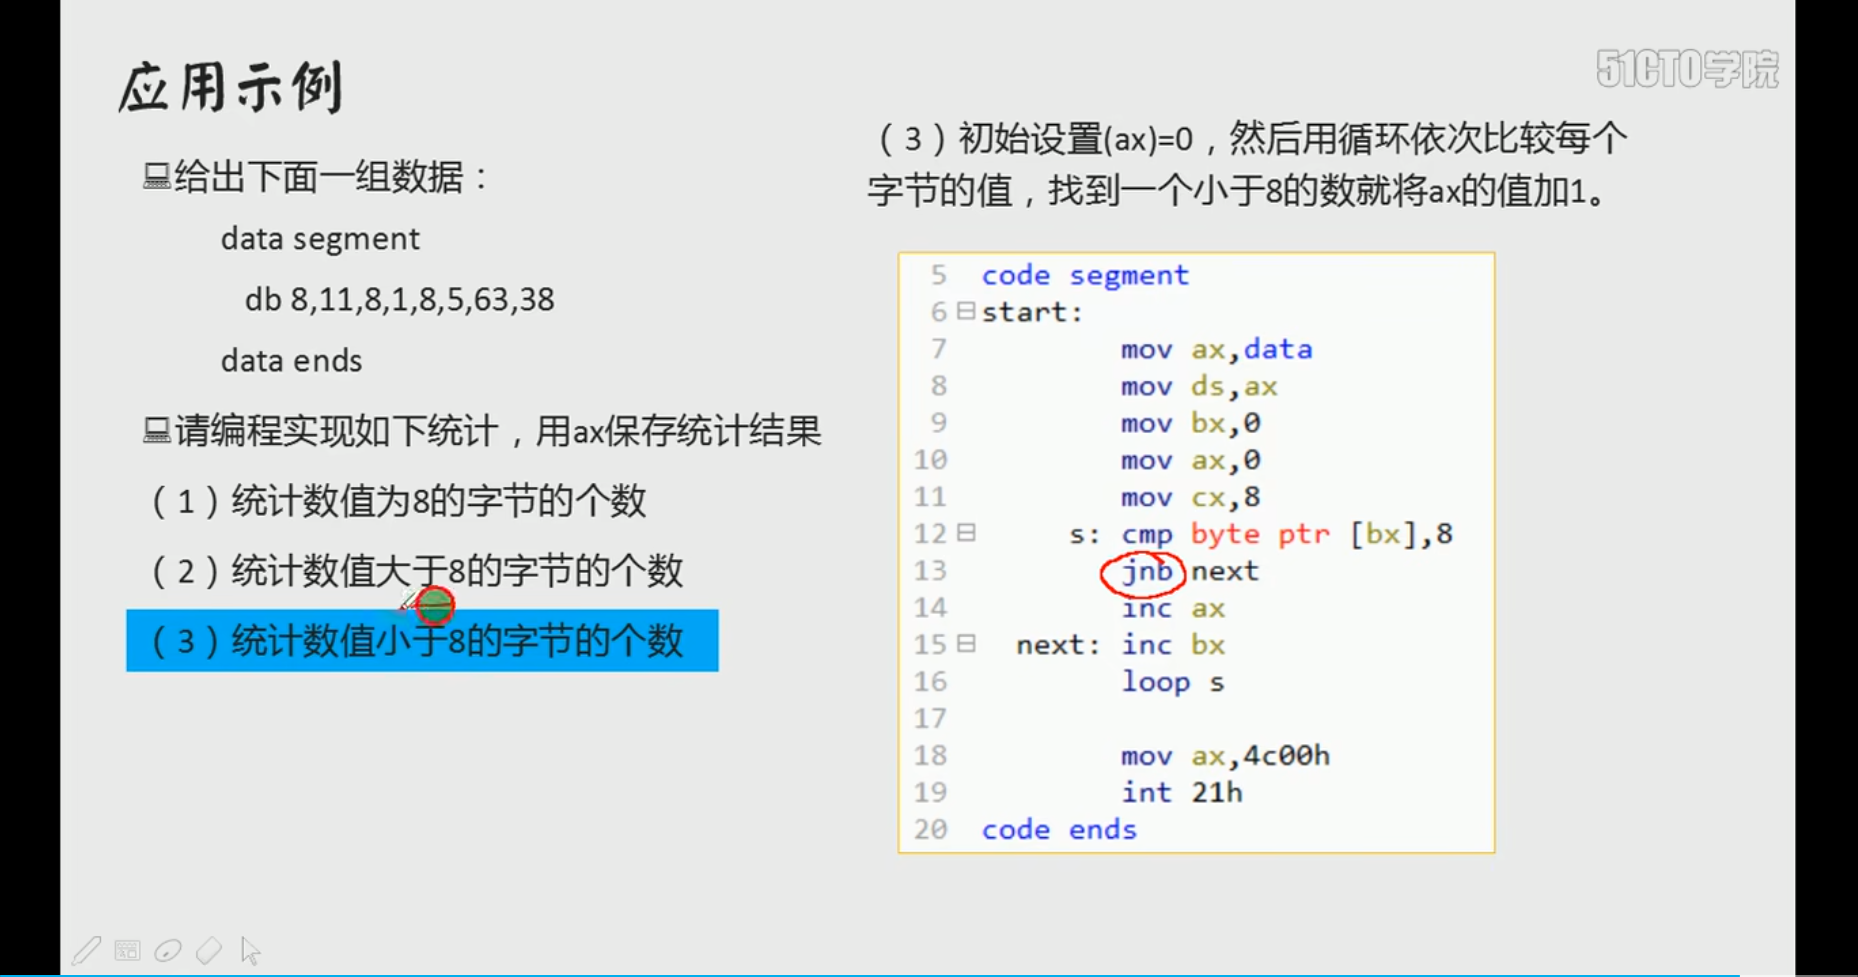 应用示例
51CTO学院
给出下面一组数据：
data segment
db 8,11,8,1,8,5,63,38
data ends
请编程实现如下统计，用ax保存统计结果
（1）统计数值为8的字节的个数
（2）统计数值大于8的字节的个数
（3）统计数值小于8的字节的个数
（3）初始设置(ax)=0，然后用循环依次比较每个
字节的值，找到一个小于8的数就将ax的值加1。
5 code segment
6 start:
7 mov ax,data
8 mov ds,ax
9 mov bx,0
10 mov ax,0
11 mov cx,8
12 s: cmp byte ptr [bx],8
13 jnb next
14 inc ax
15 next: inc bx
16 loop s
17
18 mov ax,4c00h
19 int 21h
20 code ends